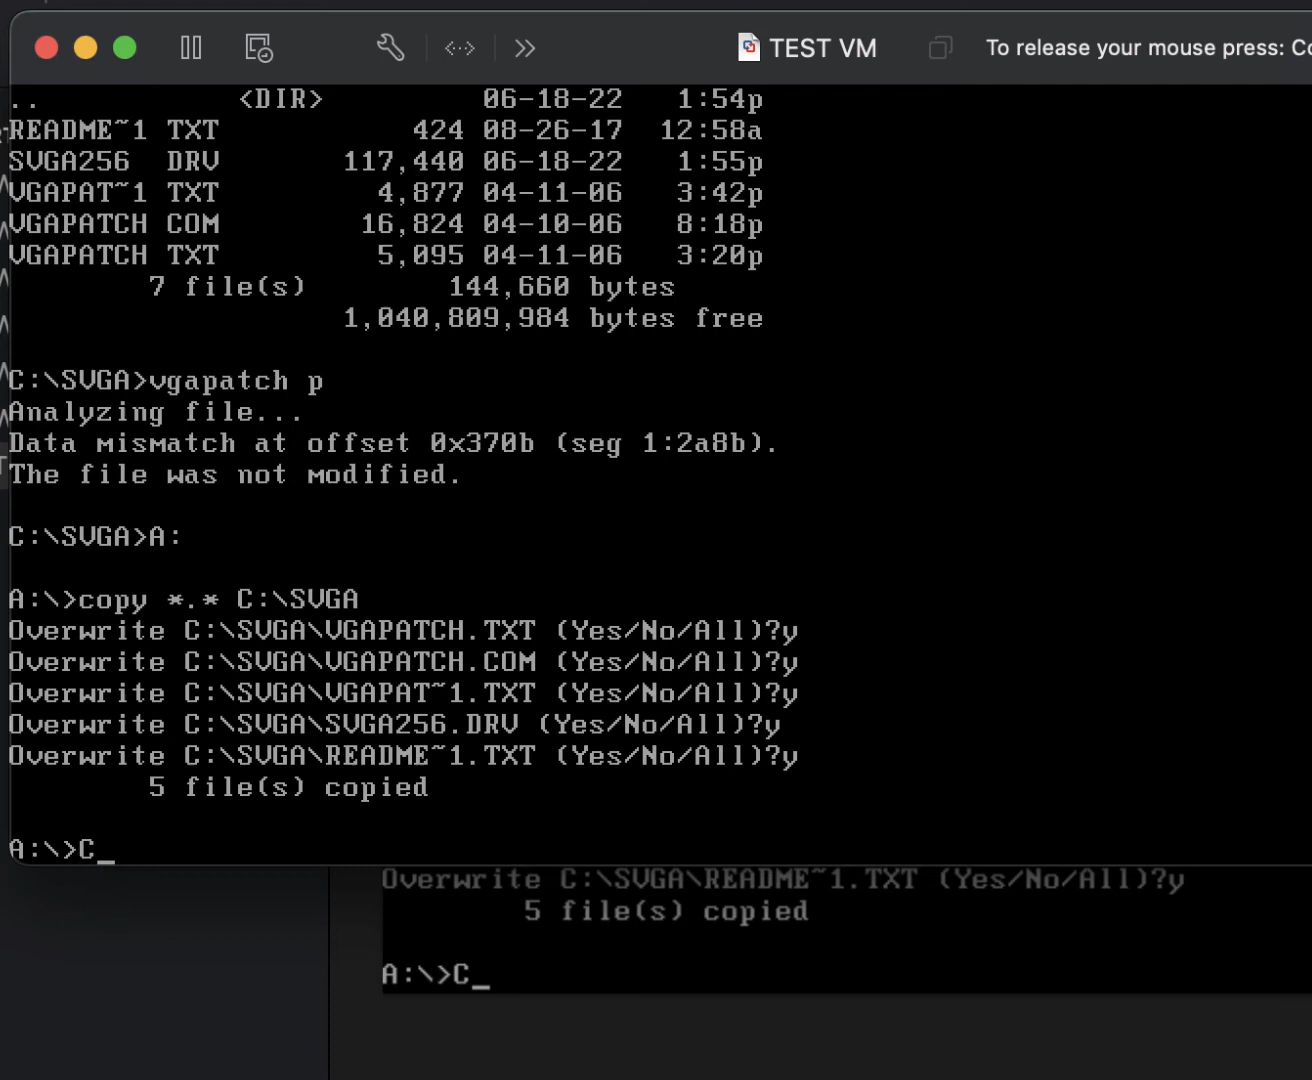 TEST VM
To release your mouse press:
.. <DIR> 06-18-22 1:54p
README~1 TXT 424 08-26-17 12:58a
SVGA256 DRV 117,440 06-18-22 1:55p
VGAPAT~1 TXT 4,877 04-11-06 3:42p
VGAPATCH COM 16,824 04-10-06 8:18p
VGAPATCH TXT 5,095 04-11-06 3:20p
7 file(s) 144,660 bytes
1,040,809,984 bytes free
C:\SVGA>vgapatch p
Analyzing file...
Data mismatch at offset 0x370b (seg 1:2a8b).
The file was not modified.
C:\SVGA>A:
A:\>copy *.* C:\SVGA
Overwrite C:\SVGA\VGAPATCH.TXT (Yes/No/All)?y
Overwrite C:\SVGA\VGAPATCH.COM (Yes/No/All)?y
Overwrite C:\SVGA\VGAPAT~1.TXT (Yes/No/All)?y
Overwrite C:\SVGA\SVGA256.DRV (Yes/No/All)?y
Overwrite C:\SVGA\README~1.TXT (Yes/No/All)?y
5 file(s) copied
A:\>C_
Overwrite C:\SVGA\README~1.TXT (Yes/No/All)?y
5 file(s) copied
A:\>C_